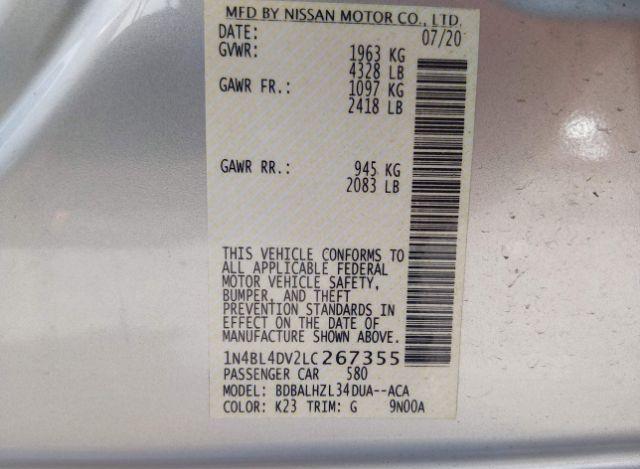 MFD BY NISSAN MOTOR CO., LTD.
DATE: 07/20
GVWR: 1963 KG
4328 LB
GAWR FR.: 1097 KG
2418 LB
GAWR RR.: 945 KG
2083 LB
THIS VEHICLE CONFORMS TO
ALL APPLICABLE FEDERAL
MOTOR VEHICLE SAFETY,
BUMPER, AND THEFT
PREVENTION STANDARDS IN
EFFECT ON THE DATE OF
MANUFACTURE SHOWN ABOVE.
1N4BL4DV2LC267355
PASSENGER CAR 580
MODEL: BDBALHZL34DUA--ACA
COLOR: K23 TRIM: G 9N00A